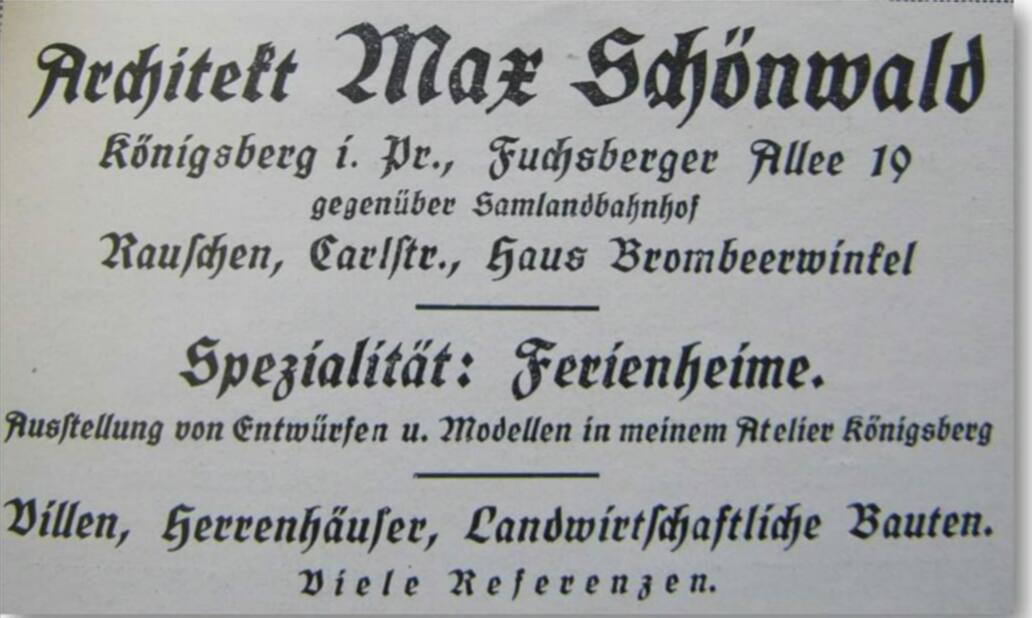 Architekt Max Schönwald
Königsberg i. Pr., Fuchsberger Allee 19
gegenüber Samlandbahnhof
Rauſchen, Carlſtr., Haus Brombeerwinkel
Spezialität: Ferienheime.
Ausſtellung von Entwürfen u. Modellen in meinem Atelier Königsberg
Villen, Herrenhäuſer, Landwirtſchaftliche Bauten.
Viele Referenzen.